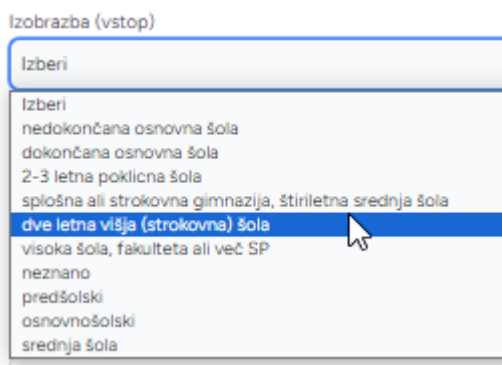 Izobrazba (vstop)
Izberi
Izberi
nedokončana osnovna šola
dokončana osnovna šola
2-3 letna poklicna šola
splošna ali strokovna gimnazija, štiriletna srednja šola
dve letna višja (strokovna) šola
visoka šola, fakulteta ali več SP
neznano
predšolski
osnovnošolski
srednja šola